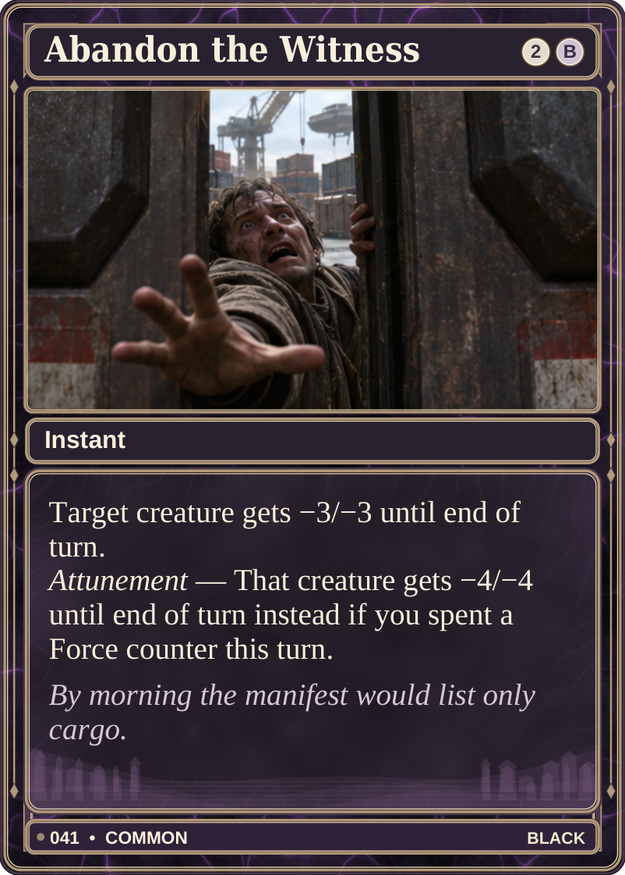 Abandon the Witness
2 B
Instant
Target creature gets −3/−3 until end of
turn.
Attunement — That creature gets −4/−4
until end of turn instead if you spent a
Force counter this turn.
By morning the manifest would list only
cargo.
041 • COMMON
BLACK